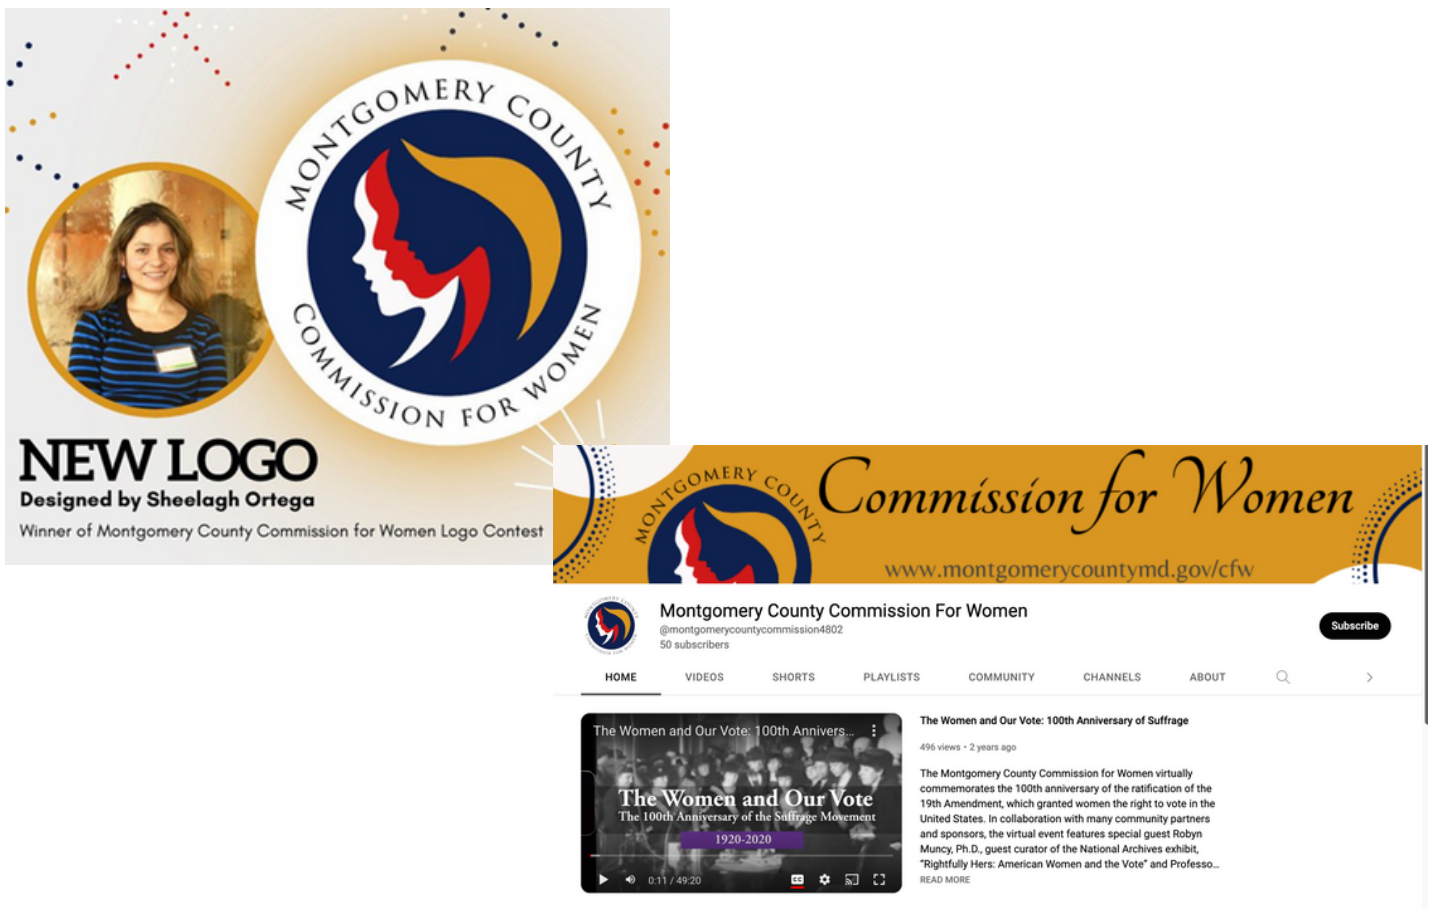 MONTGOMERY COUNTY
COMMISSION FOR WOMEN
NEW LOGO
Designed by Sheelagh Ortega
Winner of Montgomery County Commission for Women Logo Contest
MONTGOMERY COUNTY
Commission for Women
www.montgomerycountymd.gov/cfw
MONTGOMERY COUNTY
COMMISSION FOR WOMEN
Montgomery County Commission For Women
@montgomerycountycommission4802
50 subscribers
Subscribe
HOME VIDEOS SHORTS PLAYLISTS COMMUNITY CHANNELS ABOUT
The Women and Our Vote: 100th Annivers...
The Women and Our Vote
The 100th Anniversary of the Suffrage Movement
1920-2020
0:11 / 49:20
CC
The Women and Our Vote: 100th Anniversary of Suffrage
496 views • 2 years ago
The Montgomery County Commission for Women virtually
commemorates the 100th anniversary of the ratification of the
19th Amendment, which granted women the right to vote in the
United States. In collaboration with many community partners
and sponsors, the virtual event features special guest Robyn
Muncy, Ph.D., guest curator of the National Archives exhibit,
"Rightfully Hers: American Women and the Vote" and Professo...
READ MORE